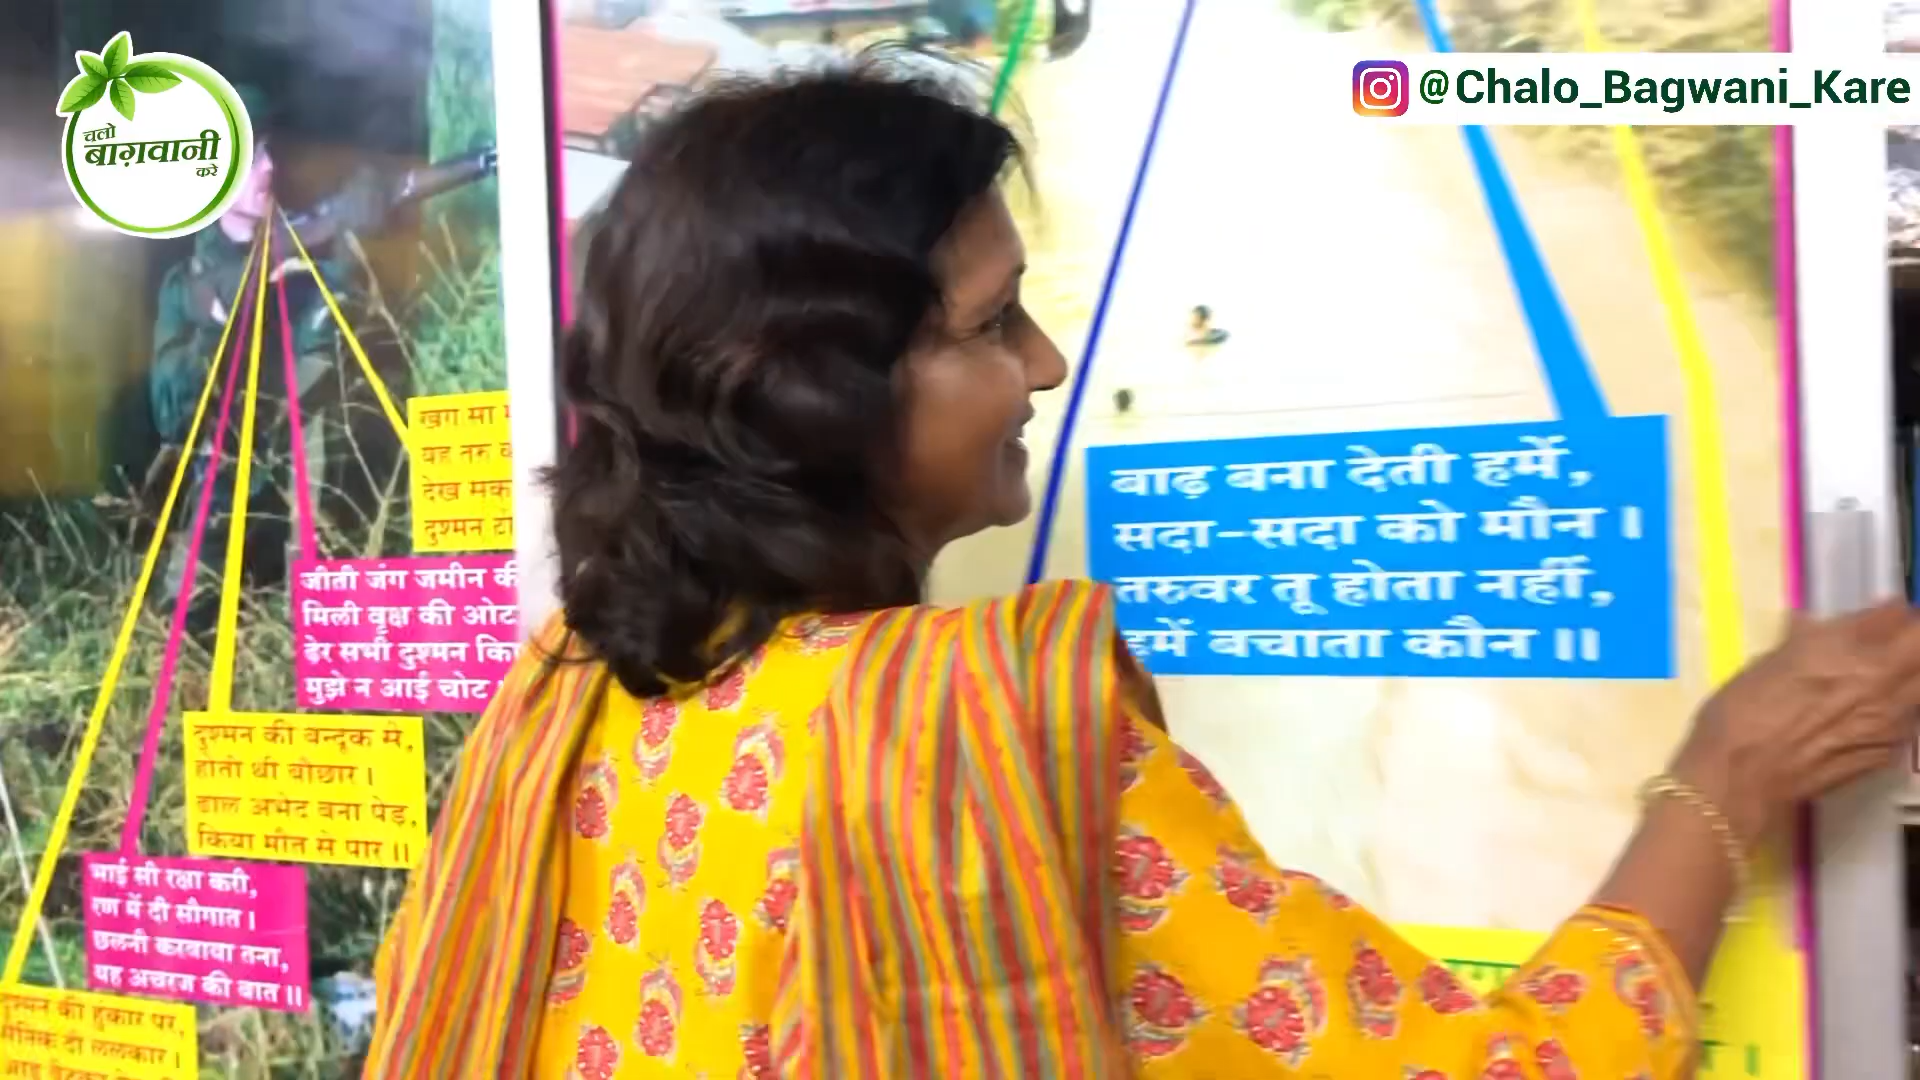 चलो
बाग़वानी
करे
@Chalo_Bagwani_Kare
खग सा
यह तरु
देख
दुश्मन
जीती जंग जमीन की
मिली वृक्ष की ओट
ढेर सभी दुश्मन
मुझे न आई चोट
दुश्मन की बन्दूक से,
होती थी बौछार ।
ढाल अभेद बना पेड़,
किया मौत से पार ॥
भाई सी रक्षा करी,
रण में दी सौगात ।
छलनी करवाया तना,
यह अचरज की बात ॥
दुश्मन की हुंकार पर,
सैनिक दी ललकार ।
बाढ़ बना देती हमें,
सदा-सदा को मौन ।
तरुवर तू होता नहीं,
हमें बचाता कौन ॥